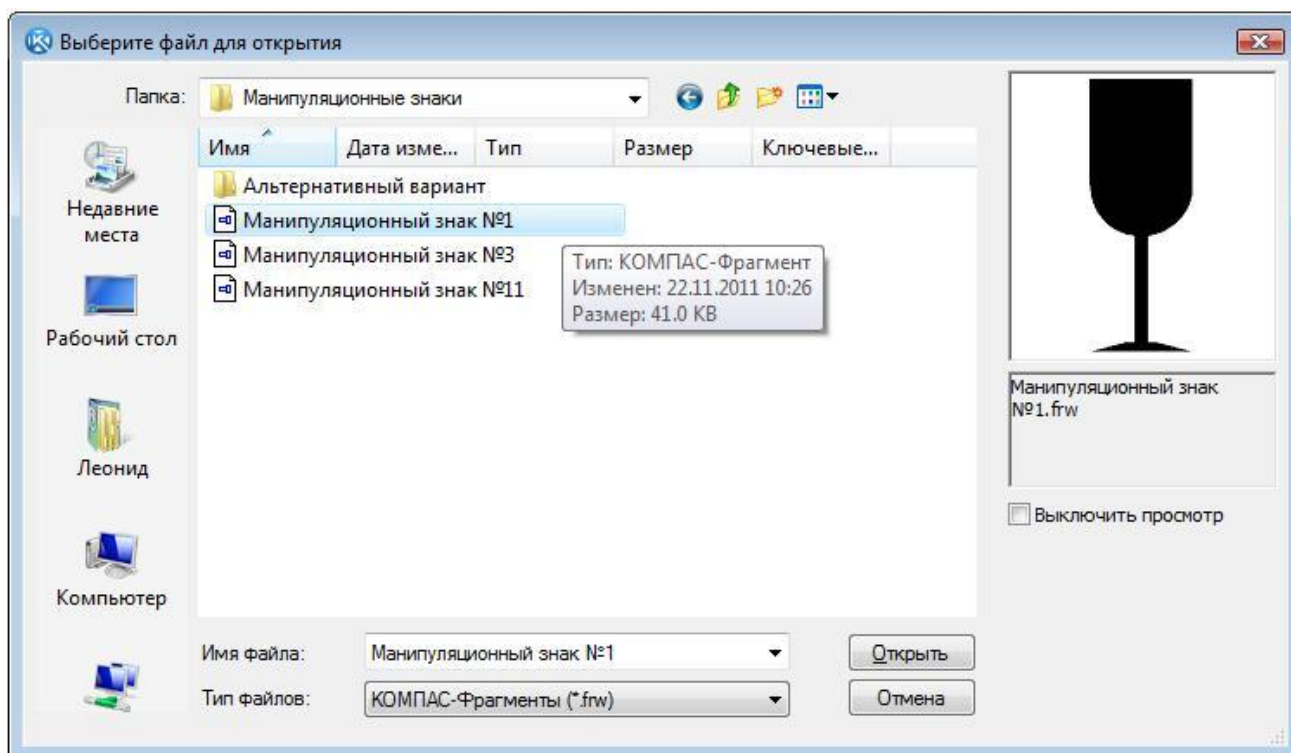 Выберите файл для открытия
Папка: Манипуляционные знаки
Имя Дата изме... Тип Размер Ключевые...
Альтернативный вариант
Манипуляционный знак №1
Манипуляционный знак №3
Манипуляционный знак №11
Тип: КОМПАС-Фрагмент
Изменен: 22.11.2011 10:26
Размер: 41.0 KB
Недавние
места
Рабочий стол
Леонид
Компьютер
Манипуляционный знак
№1.frw
Выключить просмотр
Имя файла: Манипуляционный знак №1 Открыть
Тип файлов: КОМПАС-Фрагменты (*.frw) Отмена